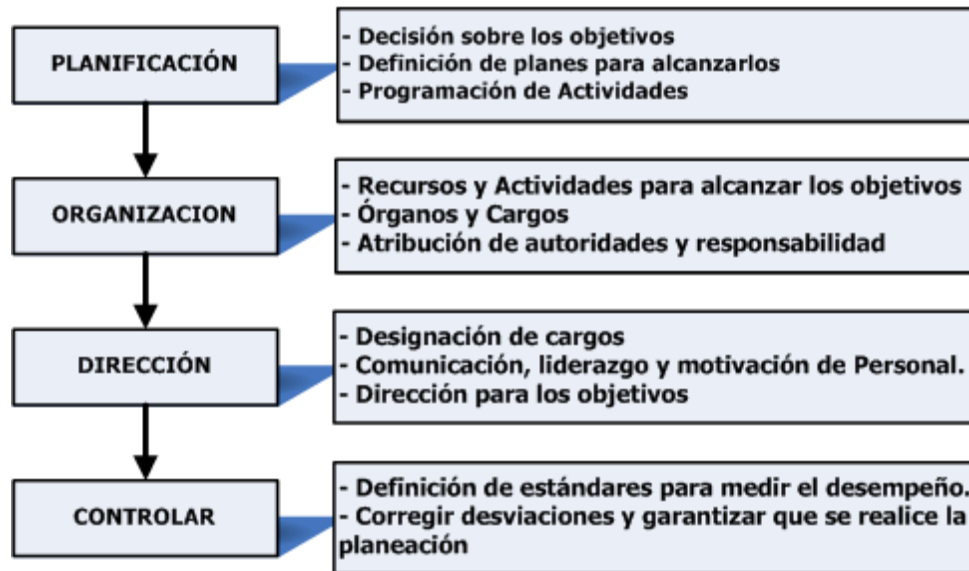 PLANIFICACIÓN
- Decisión sobre los objetivos
- Definición de planes para alcanzarlos
- Programación de Actividades
ORGANIZACION
- Recursos y Actividades para alcanzar los objetivos
- Órganos y Cargos
- Atribución de autoridades y responsabilidad
DIRECCIÓN
- Designación de cargos
- Comunicación, liderazgo y motivación de Personal.
- Dirección para los objetivos
CONTROLAR
- Definición de estándares para medir el desempeño.
- Corregir desviaciones y garantizar que se realice la
planeación